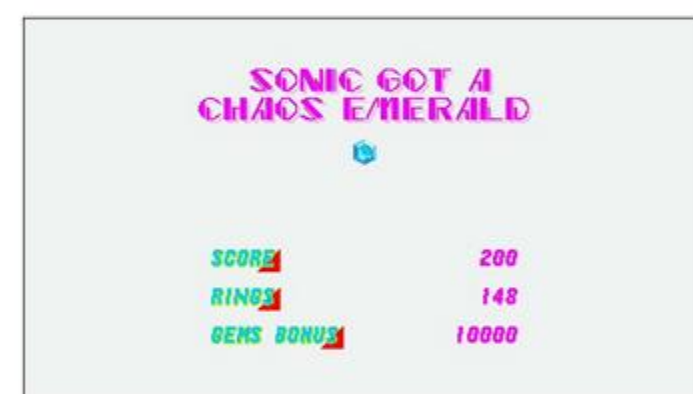 SONIC GOT A
CHAOS EMERALD
SCORE 200
RINGS 148
GEMS BONUS 10000